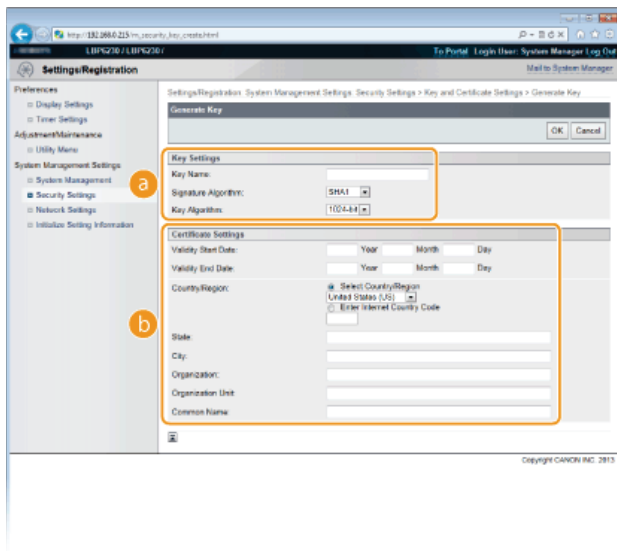 http://192.168.0.215/m_security_key_create.html
LBP6230 / LBP6230 /
To Portal Login User: System Manager Log Out
Settings/Registration
Mail to System Manager
Preferences
Display Settings
Timer Settings
Adjustment/Maintenance
Utility Menu
System Management Settings
System Management
Security Settings
Network Settings
Initialize Setting Information
Settings/Registration: System Management Settings: Security Settings > Key and Certificate Settings > Generate Key
Generate Key
OK Cancel
a
Key Settings
Key Name:
Signature Algorithm: SHA1
Key Algorithm: 1024-bit
b
Certificate Settings
Validity Start Date: Year Month Day
Validity End Date: Year Month Day
Country/Region: Select Country/Region
United States (US)
Enter Internet Country Code
State:
City:
Organization:
Organization Unit:
Common Name:
Copyright CANON INC. 2013